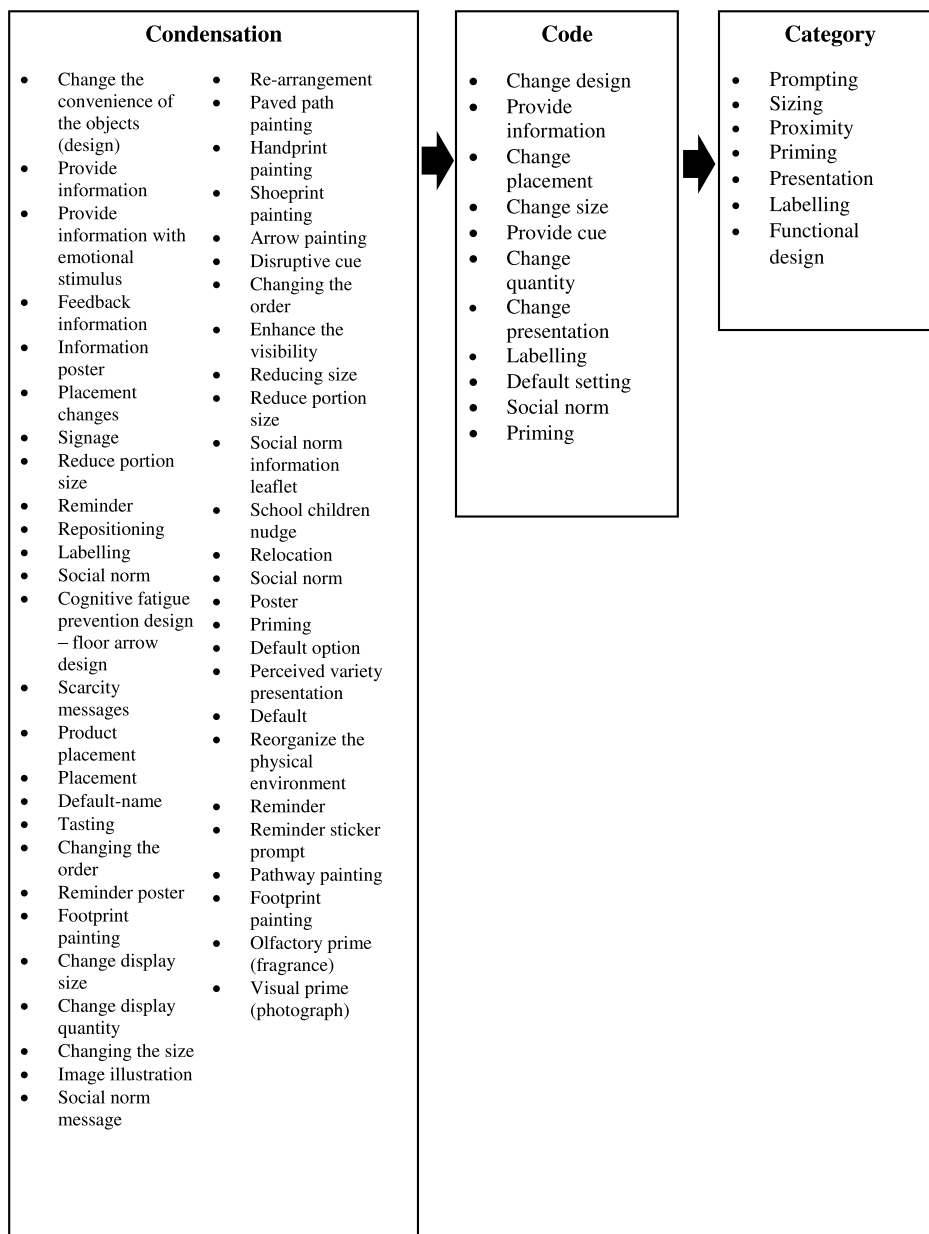 Condensation
• Change the
convenience of
the objects
(design)
• Provide
information
• Provide
information with
emotional
stimulus
• Feedback
information
• Information
poster
• Placement
changes
• Signage
• Reduce portion
size
• Reminder
• Repositioning
• Labelling
• Social norm
• Cognitive fatigue
prevention design
– floor arrow
design
• Scarcity
messages
• Product
placement
• Placement
• Default-name
• Tasting
• Changing the
order
• Reminder poster
• Footprint
painting
• Change display
size
• Change display
quantity
• Changing the size
• Image illustration
• Social norm
message
• Re-arrangement
• Paved path
painting
• Handprint
painting
• Shoeprint
painting
• Arrow painting
• Disruptive cue
• Changing the
order
• Enhance the
visibility
• Reducing size
• Reduce portion
size
• Social norm
information
leaflet
• School children
nudge
• Relocation
• Social norm
• Poster
• Priming
• Default option
• Perceived variety
presentation
• Default
• Reorganize the
physical
environment
• Reminder
• Reminder sticker
prompt
• Pathway painting
• Footprint
painting
• Olfactory prime
(fragrance)
• Visual prime
(photograph)
Code
• Change design
• Provide
information
• Change
placement
• Change size
• Provide cue
• Change
quantity
• Change
presentation
• Labelling
• Default setting
• Social norm
• Priming
Category
• Prompting
• Sizing
• Proximity
• Priming
• Presentation
• Labelling
• Functional
design